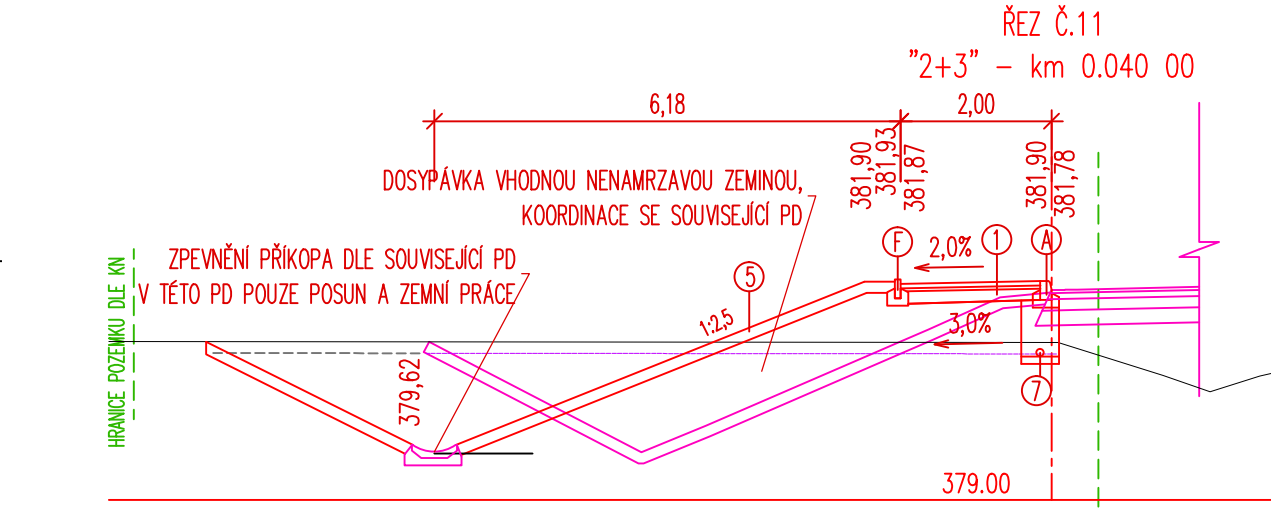 ŘEZ Č.11
"2+3" – km 0.040 00
6,18
2,00
381,90
381,93
381,87
381,90
381,78
DOSYPÁVKA VHODNOU NENAMRZAVOU ZEMINOU,
KOORDINACE SE SOUVISEJÍCÍ PD
ZPEVNĚNÍ PŘÍKOPA DLE SOUVISEJÍCÍ PD
V TÉTO PD POUZE POSUN A ZEMNÍ PRÁCE
HRANICE POZEMKU DLE KN
F
2,0%
1
A
5
1:2,5
3,0%
379,62
7
379.00